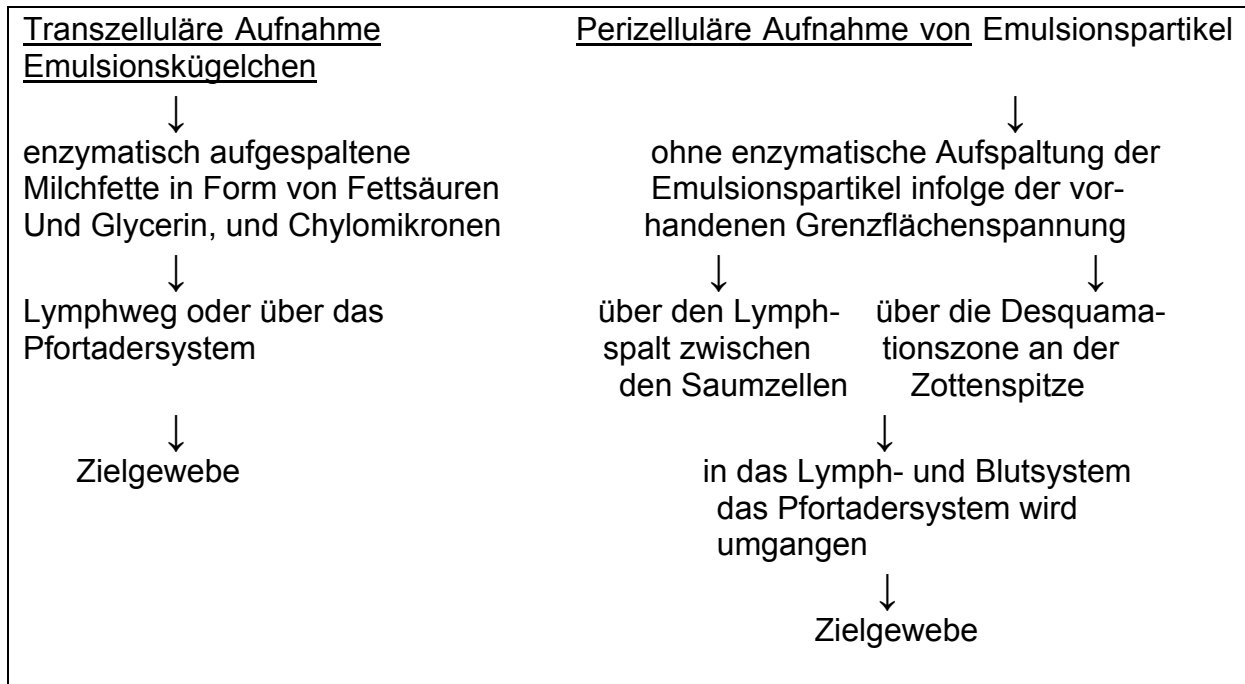 Transzelluläre Aufnahme
Emulsionskügelchen
↓
enzymatisch aufgespaltene
Milchfette in Form von Fettsäuren
Und Glycerin, und Chylomikronen
↓
Lymphweg oder über das
Pfortadersystem
↓
Zielgewebe
Perizelluläre Aufnahme von Emulsionspartikel
↓
ohne enzymatische Aufspaltung der
Emulsionspartikel infolge der vor-
handenen Grenzflächenspannung
↓
über den Lymph-
spalt zwischen
den Saumzellen
↓
über die Desquama-
tionszone an der
Zottenspitze
↓
in das Lymph- und Blutsystem
das Pfortadersystem wird
umgangen
↓
Zielgewebe